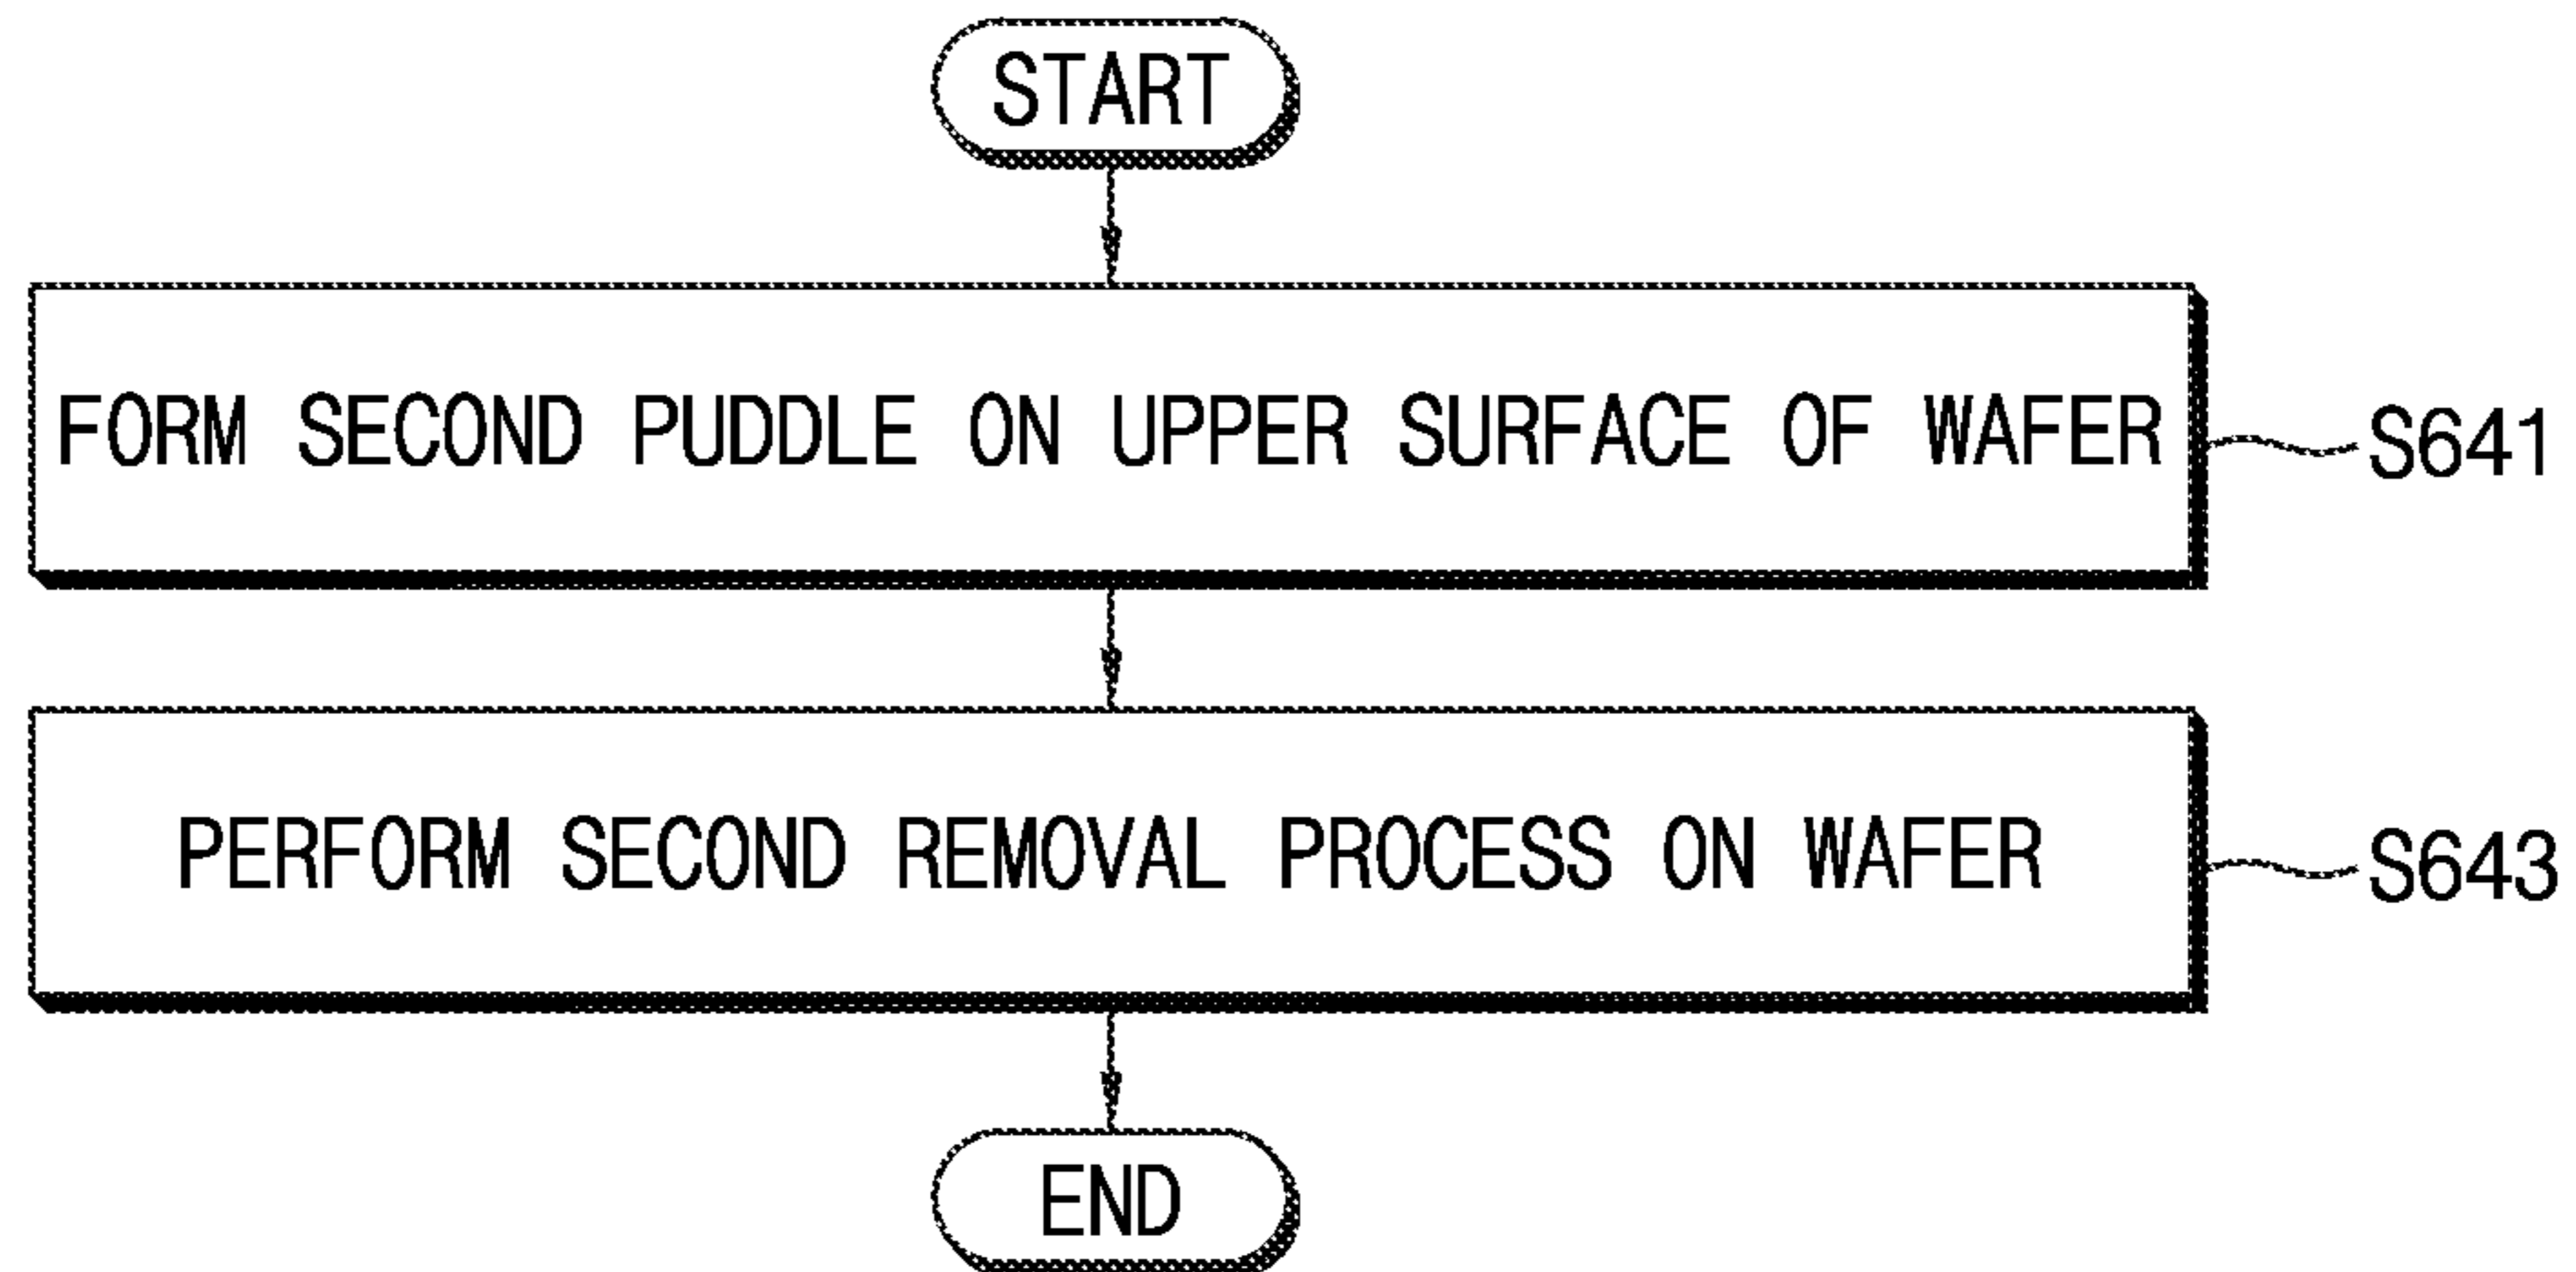 START
FORM SECOND PUDDLE ON UPPER SURFACE OF WAFER
S641
PERFORM SECOND REMOVAL PROCESS ON WAFER
S643
END